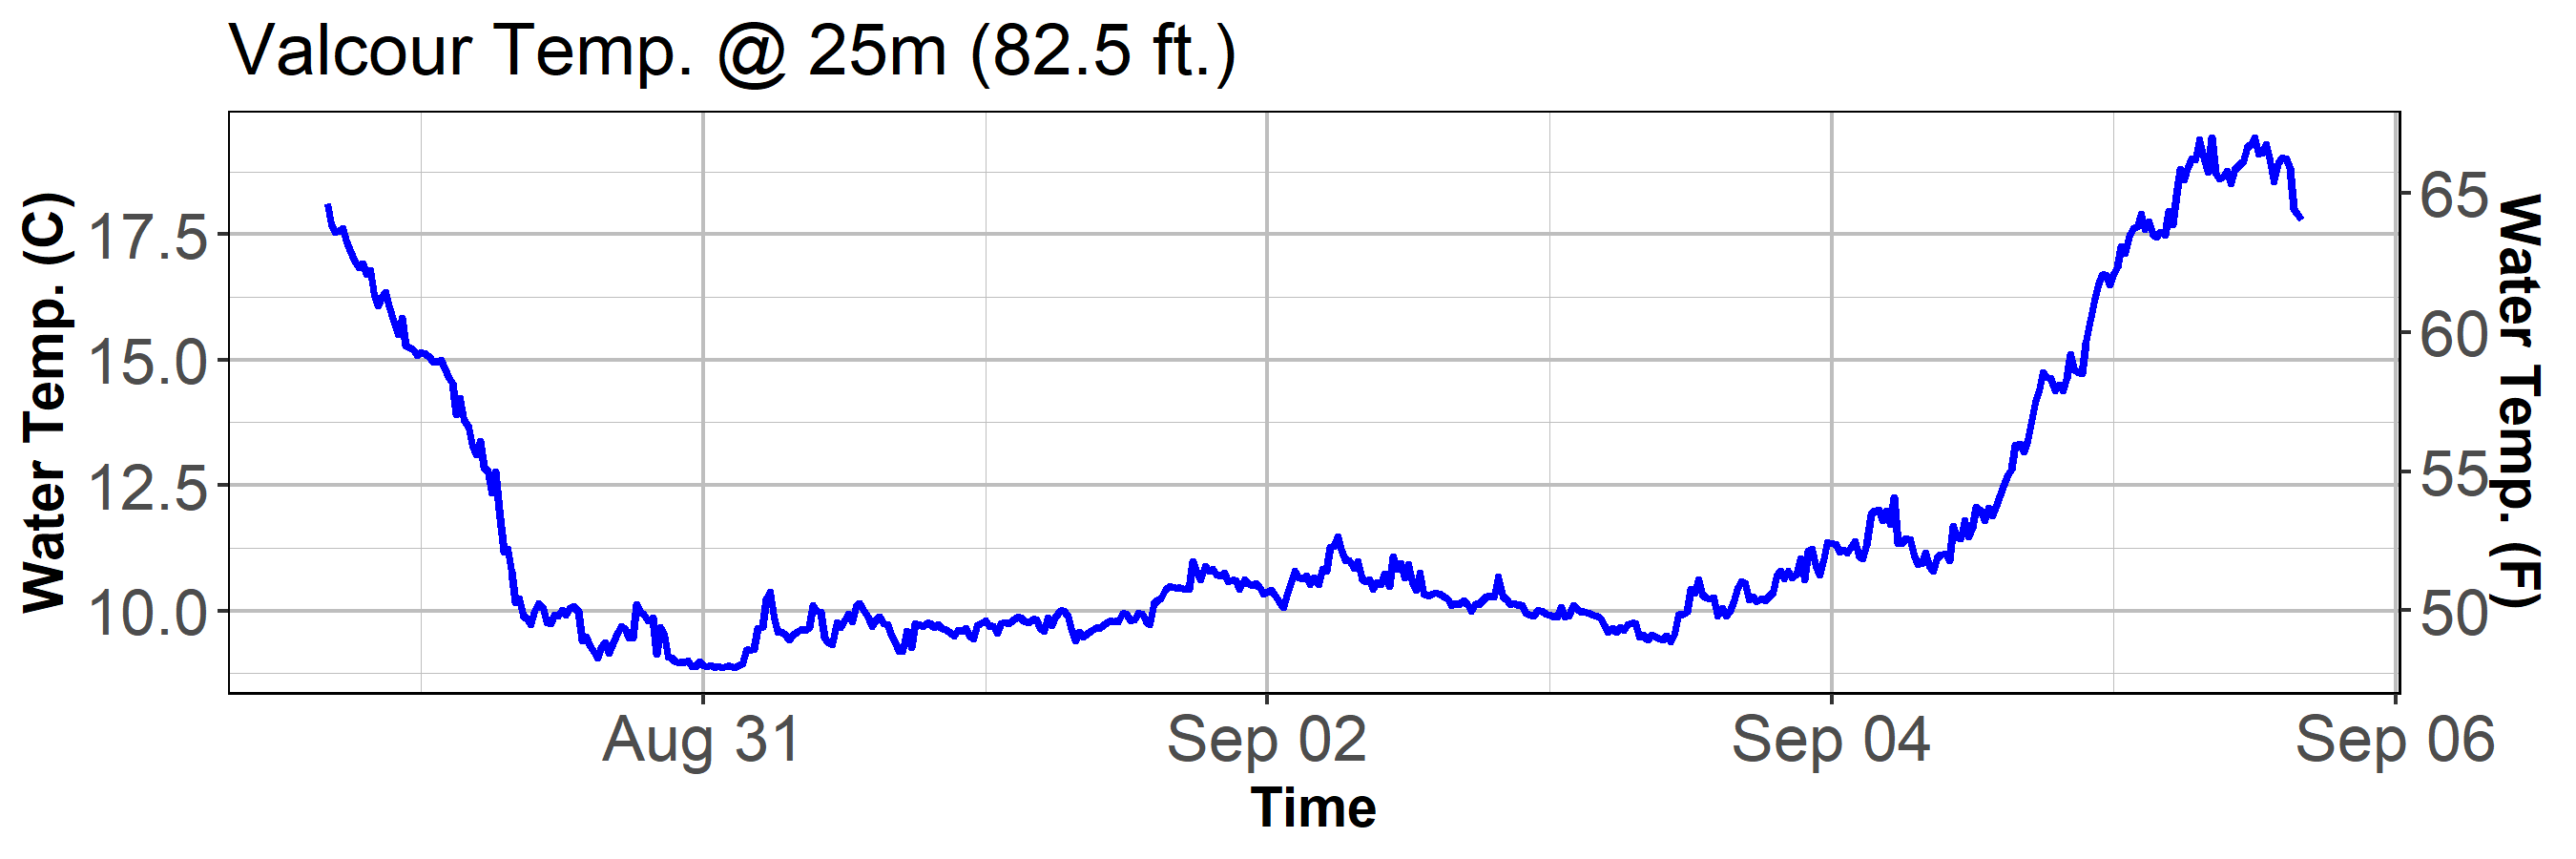 Valcour Temp. @ 25m (82.5 ft.)
Water Temp. (C)
17.5
15.0
12.5
10.0
65
60
55
50
Water Temp. (F)
Aug 31
Sep 02
Sep 04
Sep 06
Time